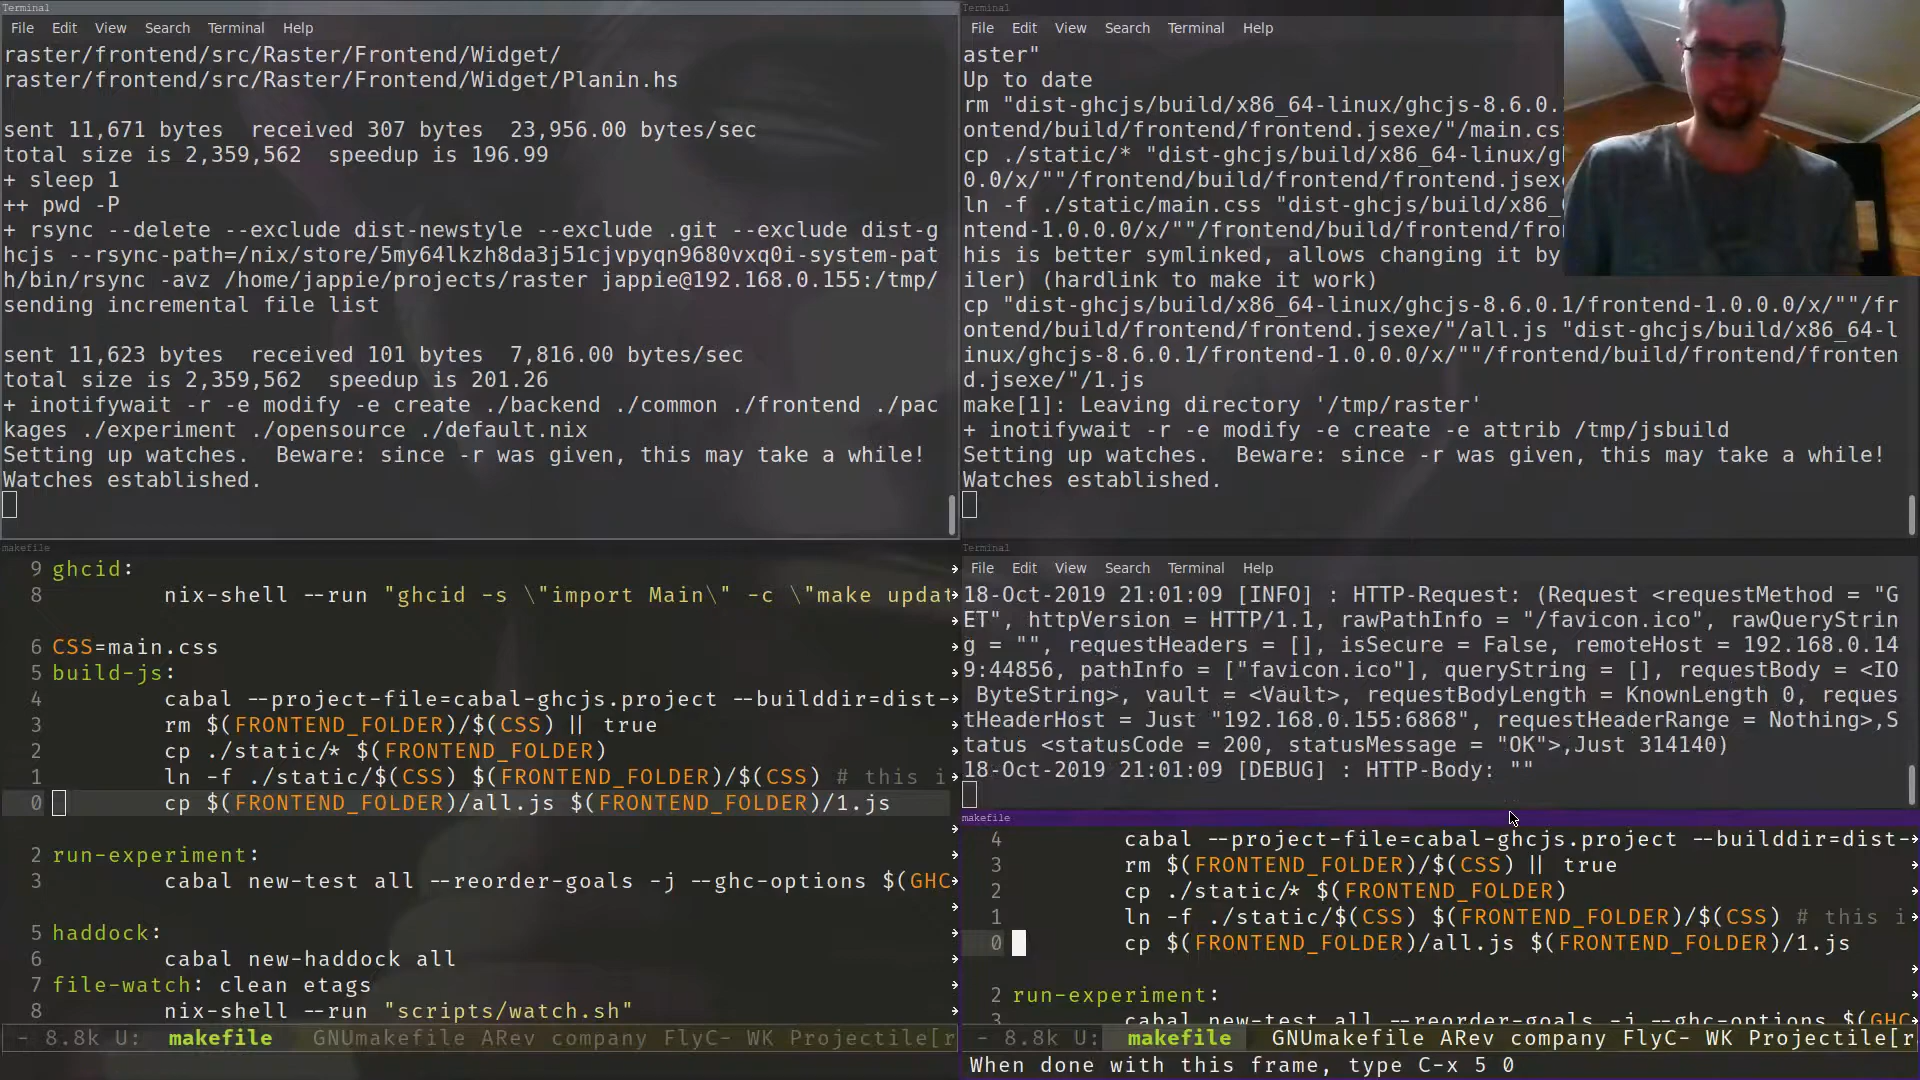 Terminal
File Edit View Search Terminal Help
raster/frontend/src/Raster/Frontend/Widget/
raster/frontend/src/Raster/Frontend/Widget/Planin.hs
sent 11,671 bytes  received 307 bytes  23,956.00 bytes/sec
total size is 2,359,562  speedup is 196.99
+ sleep 1
++ pwd -P
+ rsync --delete --exclude dist-newstyle --exclude .git --exclude dist-g
hcjs --rsync-path=/nix/store/5my64lkzh8da3j51cjvpyqn9680vxq0i-system-pat
h/bin/rsync -avz /home/jappie/projects/raster jappie@192.168.0.155:/tmp/
sending incremental file list
sent 11,623 bytes  received 101 bytes  7,816.00 bytes/sec
total size is 2,359,562  speedup is 201.26
+ inotifywait -r -e modify -e create ./backend ./common ./frontend ./pac
kages ./experiment ./opensource ./default.nix
Setting up watches.  Beware: since -r was given, this may take a while!
Watches established.
Terminal
File Edit View Search Terminal Help
aster"
Up to date
rm "dist-ghcjs/build/x86_64-linux/ghcjs-8.6.0.
ontend/build/frontend/frontend.jsexe/"/main.cs
cp ./static/* "dist-ghcjs/build/x86_64-linux/g
0.0/x/""/frontend/build/frontend/frontend.jsex
ln -f ./static/main.css "dist-ghcjs/build/x86_
ntend-1.0.0.0/x/""/frontend/build/frontend/fro
his is better symlinked, allows changing it by
iler) (hardlink to make it work)
cp "dist-ghcjs/build/x86_64-linux/ghcjs-8.6.0.1/frontend-1.0.0.0/x/""/fr
ontend/build/frontend/frontend.jsexe/"/all.js "dist-ghcjs/build/x86_64-l
inux/ghcjs-8.6.0.1/frontend-1.0.0.0/x/""/frontend/build/frontend/fronten
d.jsexe/"/1.js
make[1]: Leaving directory '/tmp/raster'
+ inotifywait -r -e modify -e create -e attrib /tmp/jsbuild
Setting up watches.  Beware: since -r was given, this may take a while!
Watches established.
makefile
9 ghcid:
8 nix-shell --run "ghcid -s \"import Main\" -c \"make updat
6 CSS=main.css
5 build-js:
4 cabal --project-file=cabal-ghcjs.project --builddir=dist-
3 rm $(FRONTEND_FOLDER)/$(CSS) || true
2 cp ./static/* $(FRONTEND_FOLDER)
1 ln -f ./static/$(CSS) $(FRONTEND_FOLDER)/$(CSS) # this i
0 cp $(FRONTEND_FOLDER)/all.js $(FRONTEND_FOLDER)/1.js
2 run-experiment:
3 cabal new-test all --reorder-goals -j --ghc-options $(GHC
5 haddock:
6 cabal new-haddock all
7 file-watch: clean etags
8 nix-shell --run "scripts/watch.sh"
- 8.8k U: makefile GNUmakefile ARev company FlyC- WK Projectile[r
Terminal
File Edit View Search Terminal Help
18-Oct-2019 21:01:09 [INFO] : HTTP-Request: (Request <requestMethod = "G
ET", httpVersion = HTTP/1.1, rawPathInfo = "/favicon.ico", rawQueryStrin
g = "", requestHeaders = [], isSecure = False, remoteHost = 192.168.0.14
9:44856, pathInfo = ["favicon.ico"], queryString = [], requestBody = <IO
 ByteString>, vault = <Vault>, requestBodyLength = KnownLength 0, reques
tHeaderHost = Just "192.168.0.155:6868", requestHeaderRange = Nothing>,S
tatus <statusCode = 200, statusMessage = "OK">,Just 314140)
18-Oct-2019 21:01:09 [DEBUG] : HTTP-Body: ""
makefile
4 cabal --project-file=cabal-ghcjs.project --builddir=dist-
3 rm $(FRONTEND_FOLDER)/$(CSS) || true
2 cp ./static/* $(FRONTEND_FOLDER)
1 ln -f ./static/$(CSS) $(FRONTEND_FOLDER)/$(CSS) # this i
0 cp $(FRONTEND_FOLDER)/all.js $(FRONTEND_FOLDER)/1.js
2 run-experiment:
3 cabal new-test all --reorder-goals -j --ghc-options $(GHC
- 8.8k U: makefile GNUmakefile ARev company FlyC- WK Projectile[r
When done with this frame, type C-x 5 0